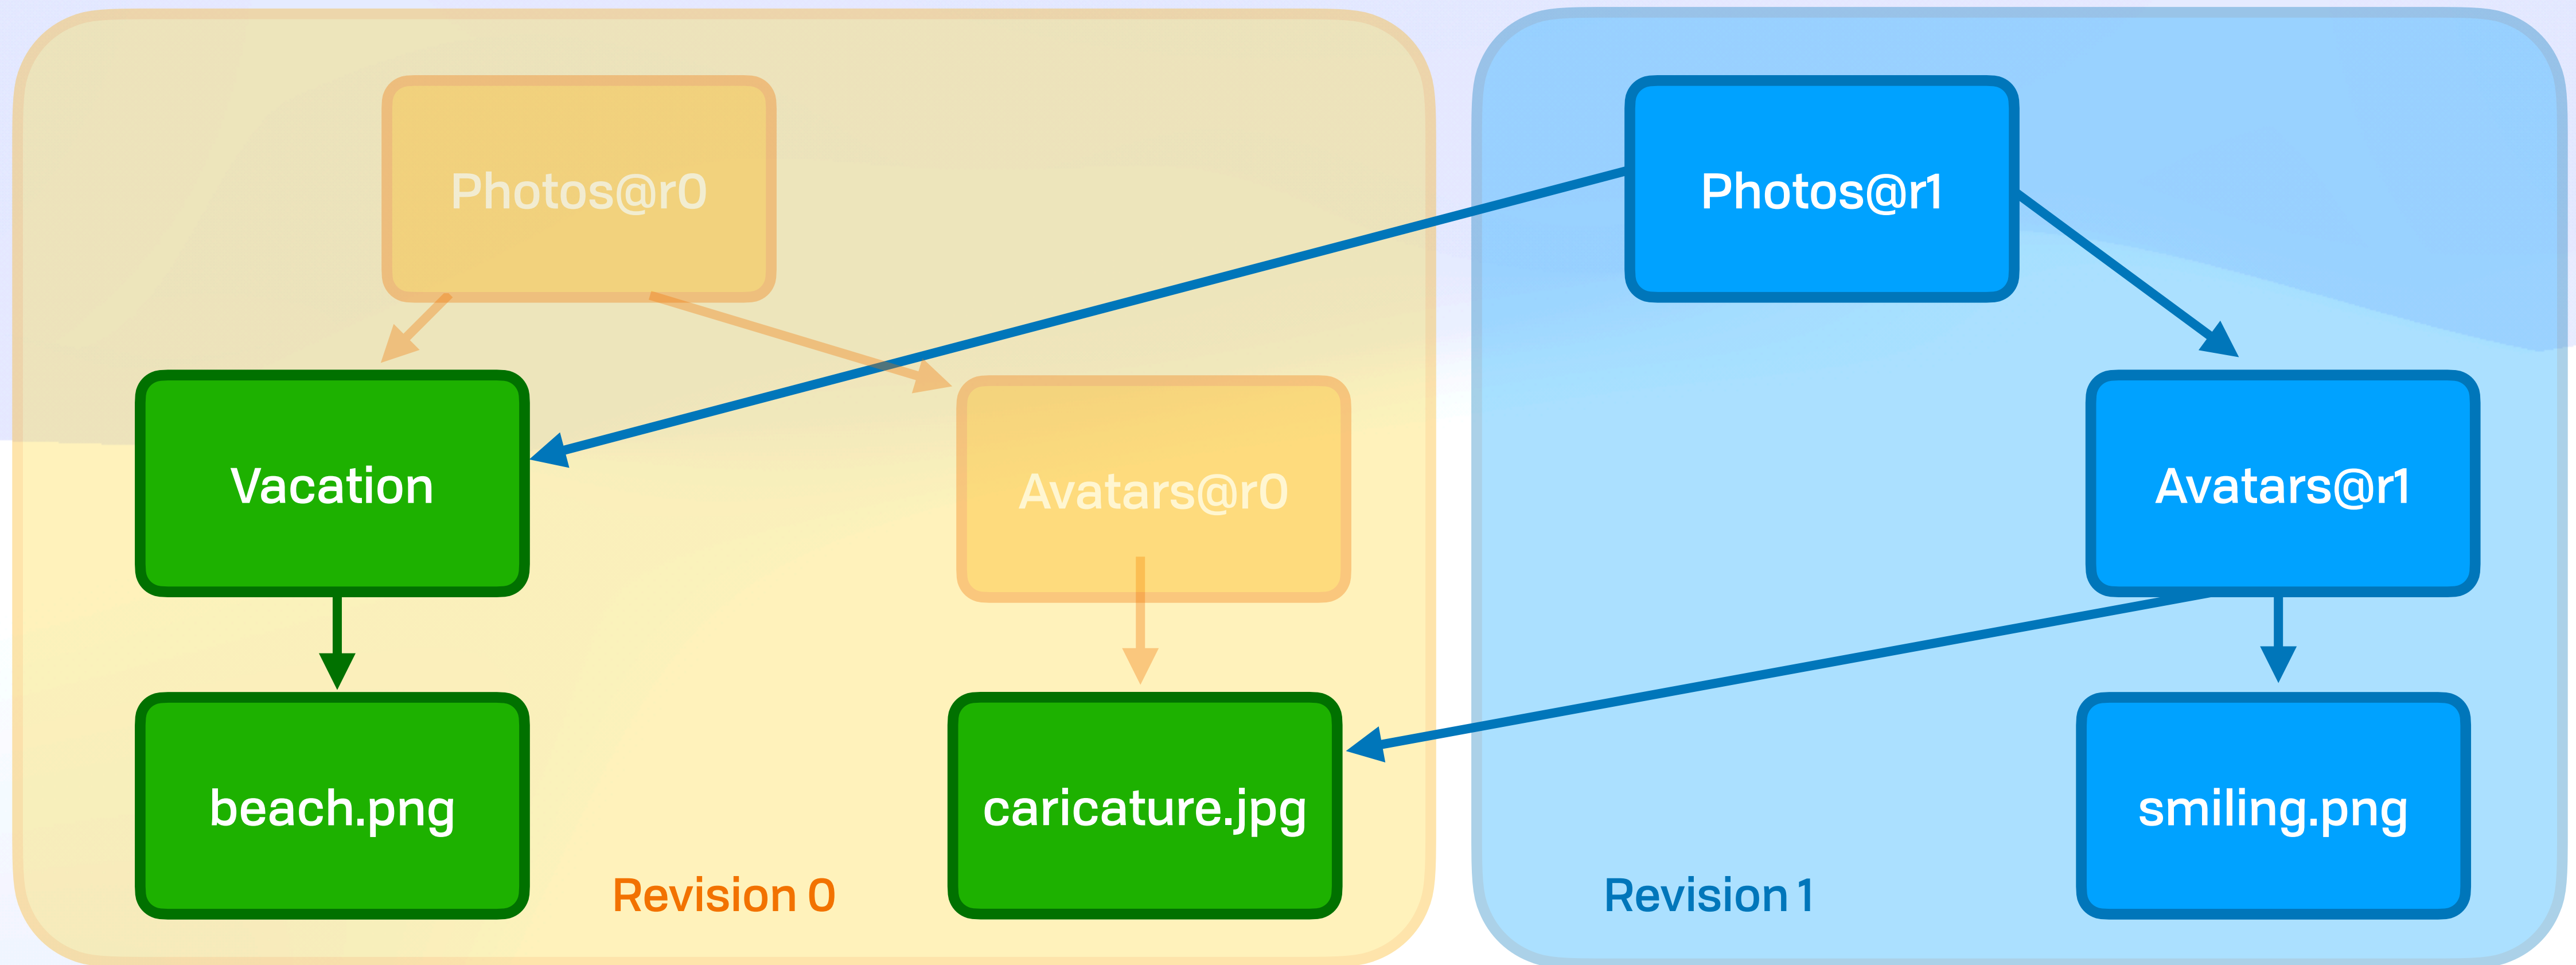 Photos@r0
Photos@r1
Vacation
Avatars@r0
Avatars@r1
beach.png
caricature.jpg
smiling.png
Revision 0
Revision 1